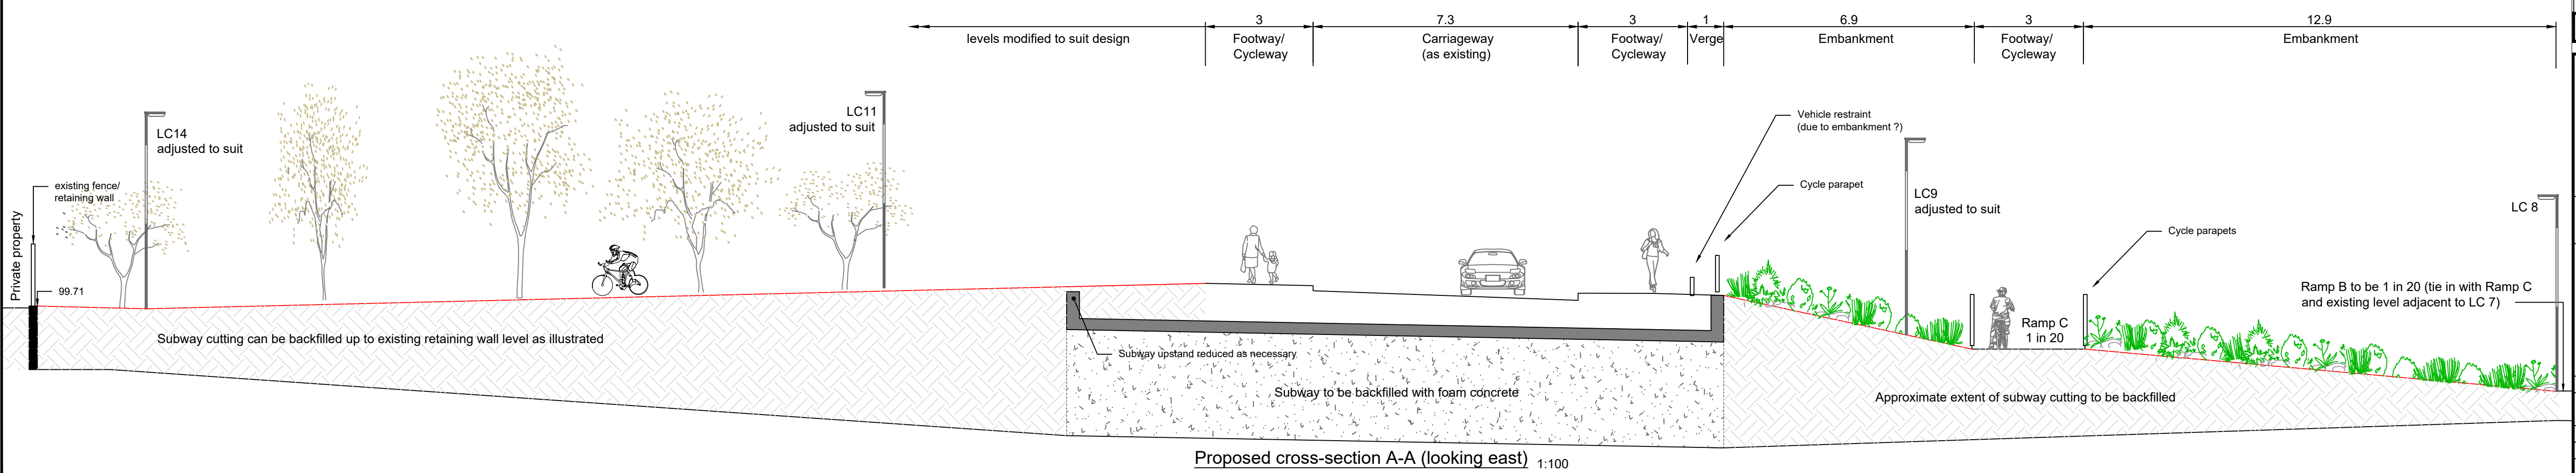 3
7.3
3
1
6.9
3
12.9
levels modified to suit design
Footway/
Cycleway
Carriageway
(as existing)
Footway/
Cycleway
Verge
Embankment
Footway/
Cycleway
Embankment
LC14
adjusted to suit
LC11
adjusted to suit
Vehicle restraint
(due to embankment ?)
Cycle parapet
LC9
adjusted to suit
Cycle parapets
LC 8
existing fence/
retaining wall
Private property
99.71
Ramp B to be 1 in 20 (tie in with Ramp C
and existing level adjacent to LC 7)
Ramp C
1 in 20
Subway cutting can be backfilled up to existing retaining wall level as illustrated
Subway upstand reduced as necessary
Subway to be backfilled with foam concrete
Approximate extent of subway cutting to be backfilled
Proposed cross-section A-A (looking east) 1:100